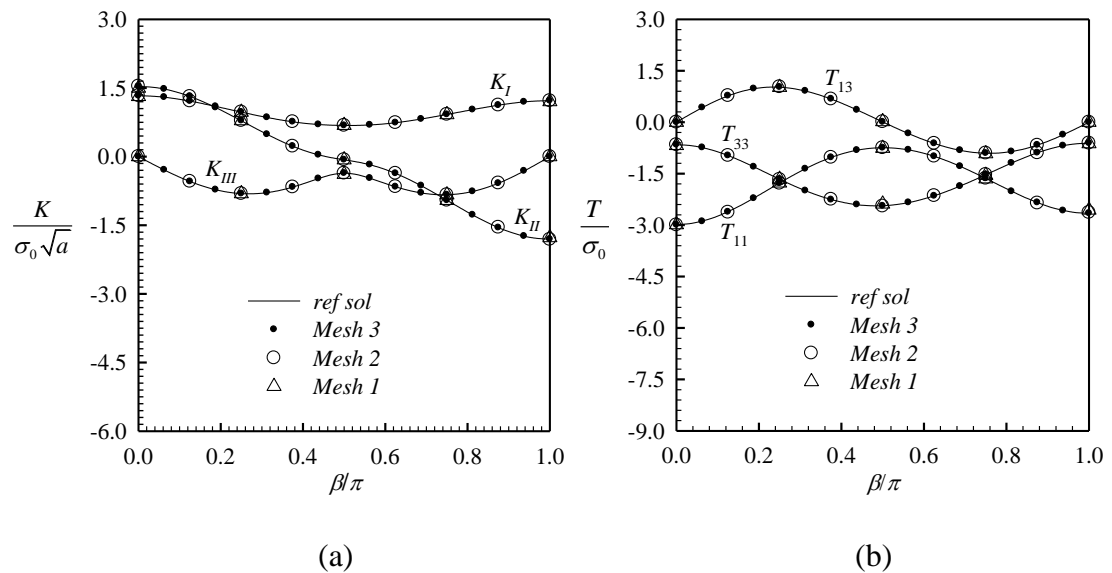 3.0
1.5
0.0
-1.5
-3.0
-4.5
-6.0
K
σ₀√a
K_I
K_III
K_II
ref sol
Mesh 3
Mesh 2
Mesh 1
0.0 0.2 0.4 0.6 0.8 1.0
β/π
(a)
3.0
1.5
0.0
-1.5
-3.0
-4.5
-6.0
-7.5
-9.0
T
σ₀
T₁₃
T₃₃
T₁₁
ref sol
Mesh 3
Mesh 2
Mesh 1
0.0 0.2 0.4 0.6 0.8 1.0
β/π
(b)